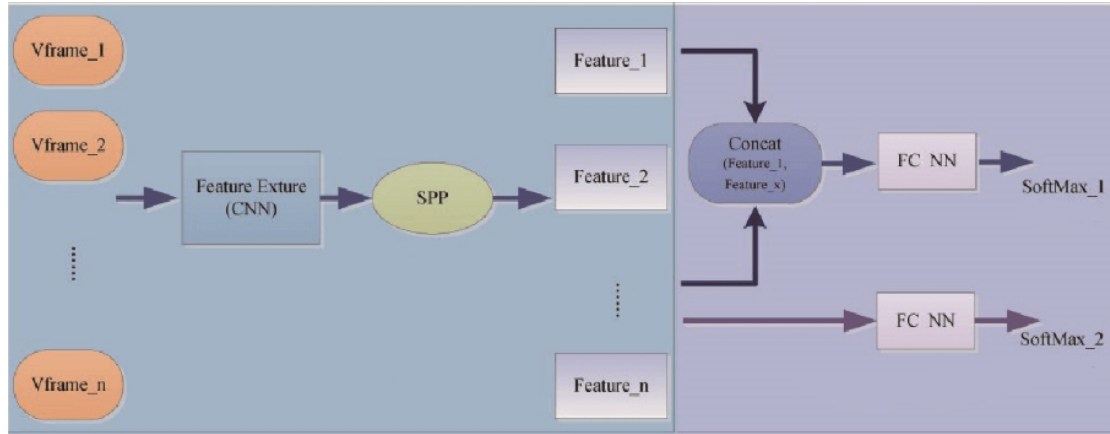 Vframe_1
Vframe_2
Vframe_n
Feature Exture
(CNN)
SPP
Feature_1
Feature_2
Feature_n
Concat
(Feature_1,
Feature_x)
FC NN
SoftMax_1
FC NN
SoftMax_2